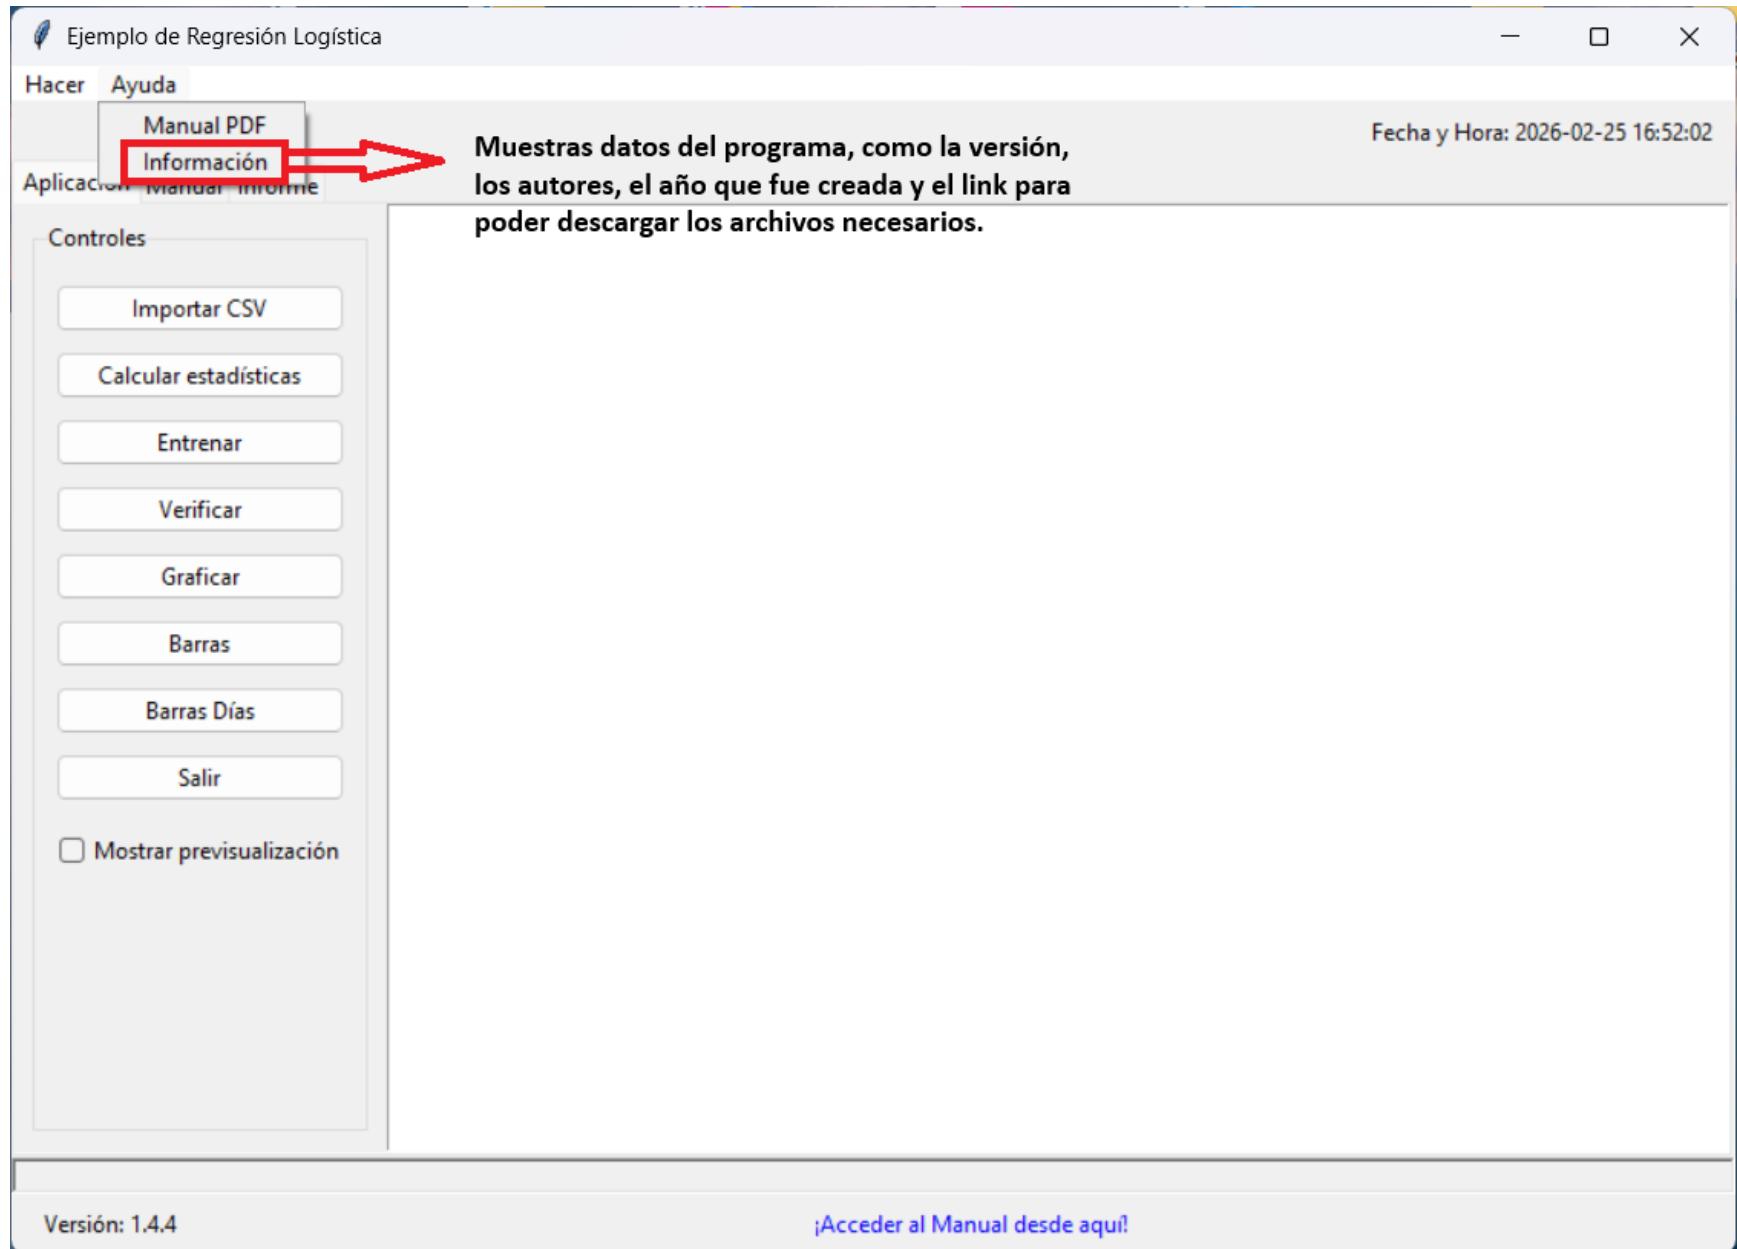 Ejemplo de Regresión Logística
Hacer Ayuda
Manual PDF
Información
Fecha y Hora: 2026-02-25 16:52:02
Muestras datos del programa, como la versión,
los autores, el año que fue creada y el link para
poder descargar los archivos necesarios.
Aplicación Manual Informe
Controles
Importar CSV
Calcular estadísticas
Entrenar
Verificar
Graficar
Barras
Barras Días
Salir
Mostrar previsualización
Versión: 1.4.4
¡Acceder al Manual desde aquí!